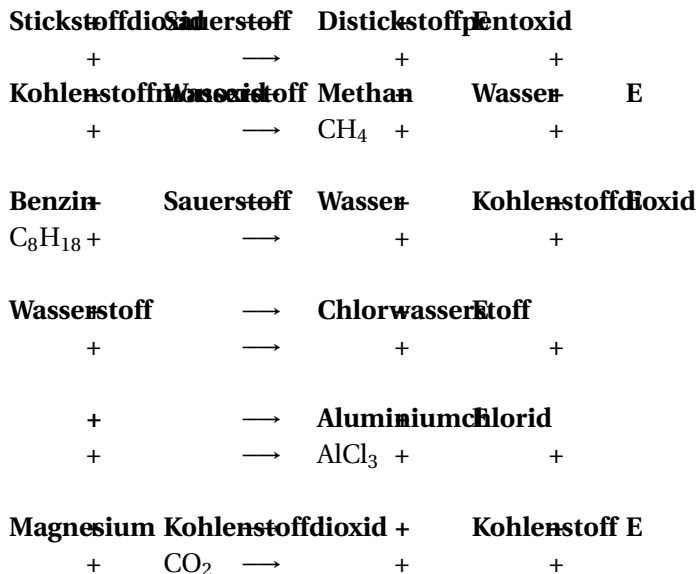 Stickstoffdioxid + Sauerstoff ⟶ Distickstoffpentoxid + E
+ ⟶ + +
Kohlenstoffmonoxid + Wasserstoff ⟶ Methan + Wasser + E
+ ⟶ CH₄ + +
Benzin + Sauerstoff ⟶ Wasser + Kohlenstoffdioxid + E
C₈H₁₈ + ⟶ + +
Wasserstoff + ⟶ Chlorwasserstoff + E
+ ⟶ + +
+ ⟶ Aluminiumchlorid + E
+ ⟶ AlCl₃ + +
Magnesium + Kohlenstoffdioxid ⟶ + Kohlenstoff + E
+ CO₂ ⟶ + +